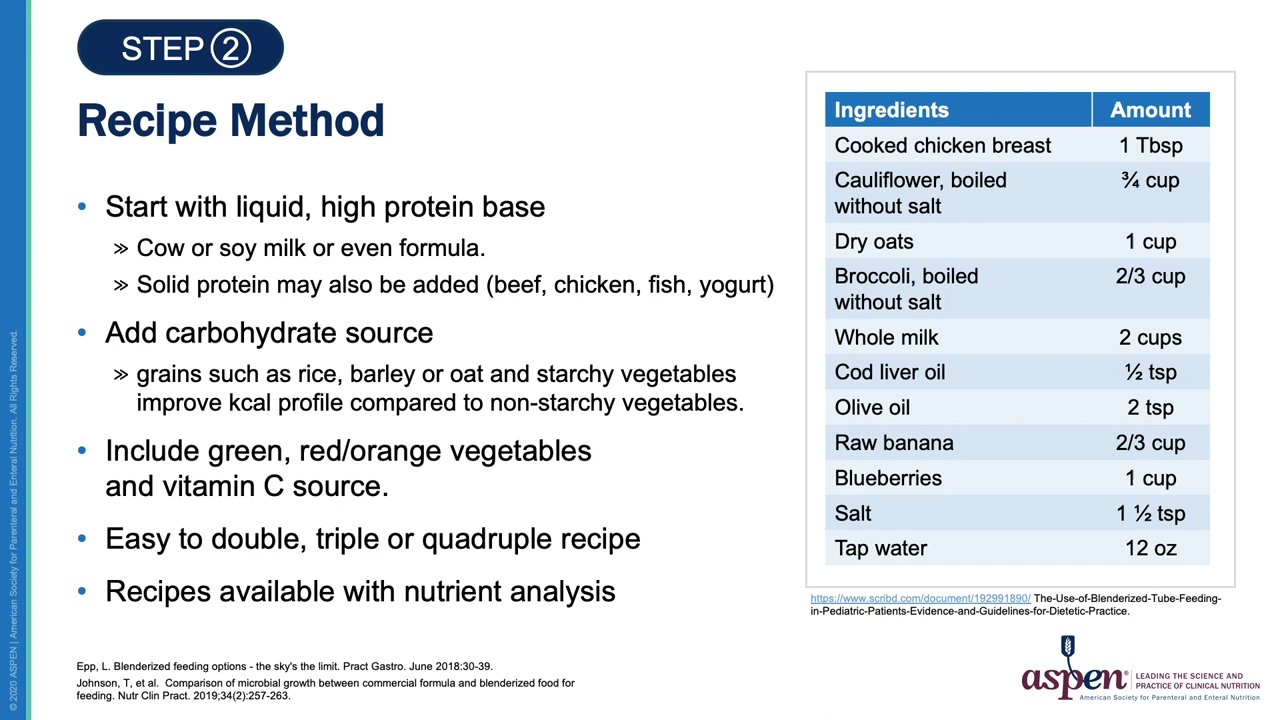 STEP 2
Recipe Method
• Start with liquid, high protein base
» Cow or soy milk or even formula.
» Solid protein may also be added (beef, chicken, fish, yogurt)
• Add carbohydrate source
» grains such as rice, barley or oat and starchy vegetables
improve kcal profile compared to non-starchy vegetables.
• Include green, red/orange vegetables
and vitamin C source.
• Easy to double, triple or quadruple recipe
• Recipes available with nutrient analysis
Ingredients Amount
Cooked chicken breast 1 Tbsp
Cauliflower, boiled ¾ cup
without salt
Dry oats 1 cup
Broccoli, boiled 2/3 cup
without salt
Whole milk 2 cups
Cod liver oil ½ tsp
Olive oil 2 tsp
Raw banana 2/3 cup
Blueberries 1 cup
Salt 1 ½ tsp
Tap water 12 oz
https://www.scribd.com/document/192991890/ The-Use-of-Blenderized-Tube-Feeding-
in-Pediatric-Patients-Evidence-and-Guidelines-for-Dietetic-Practice.
Epp, L. Blenderized feeding options - the sky's the limit. Pract Gastro. June 2018:30-39.
Johnson, T, et al. Comparison of microbial growth between commercial formula and blenderized food for
feeding. Nutr Clin Pract. 2019;34(2):257-263.
aspen® LEADING THE SCIENCE AND
PRACTICE OF CLINICAL NUTRITION
American Society for Parenteral and Enteral Nutrition
© 2020 ASPEN | American Society for Parenteral and Enteral Nutrition. All Rights Reserved.